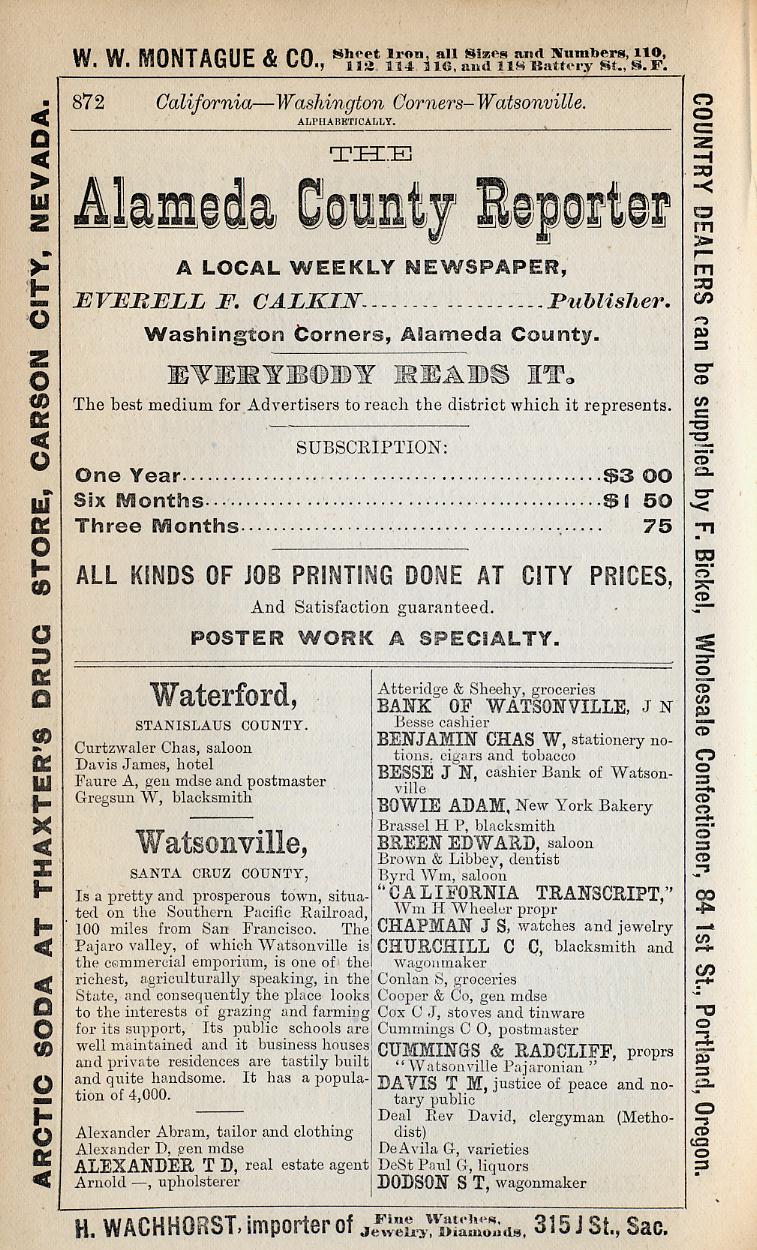 W. W. MONTAGUE & CO., Sheet Iron, all Sizes and Numbers, 110, 112, 114, 116, and 118 Battery St., S. F.
872 California—Washington Corners-Watsonville.
ALPHABETICALLY.
THE
Alameda County Reporter
A LOCAL WEEKLY NEWSPAPER,
EVERELL F. CALKIN........ ...................Publisher.
Washington Corners, Alameda County.
EVERYBODY READS IT.
The best medium for Advertisers to reach the district which it represents.
SUBSCRIPTION:
One Year....................................................$3 00
Six Months.................................................$1 50
Three Months............................................. 75
ALL KINDS OF JOB PRINTING DONE AT CITY PRICES,
And Satisfaction guaranteed.
POSTER WORK A SPECIALTY.
Waterford,
STANISLAUS COUNTY.
Curtzwaler Chas, saloon
Davis James, hotel
Faure A, gen mdse and postmaster
Gregsun W, blacksmith
Watsonville,
SANTA CRUZ COUNTY,
Is a pretty and prosperous town, situa-
ted on the Southern Pacific Railroad,
100 miles from San Francisco. The
Pajaro valley, of which Watsonville is
the commercial emporium, is one of the
richest, agriculturally speaking, in the
State, and consequently the place looks
to the interests of grazing and farming
for its support, Its public schools are
well maintained and it business houses
and private residences are tastily built
and quite handsome. It has a popula-
tion of 4,000.
Alexander Abram, tailor and clothing
Alexander D, gen mdse
ALEXANDER T D, real estate agent
Arnold —, upholsterer
Atteridge & Sheehy, groceries
BANK OF WATSONVILLE, J N
Besse cashier
BENJAMIN CHAS W, stationery no-
tions, cigars and tobacco
BESSE J N, cashier Bank of Watson-
ville
BOWIE ADAM, New York Bakery
Brassel H P, blacksmith
BREEN EDWARD, saloon
Brown & Libbey, dentist
Byrd Wm, saloon
"CALIFORNIA TRANSCRIPT,"
Wm H Wheeler propr
CHAPMAN J S, watches and jewelry
CHURCHILL C C, blacksmith and
wagonmaker
Conlan S, groceries
Cooper & Co, gen mdse
Cox C J, stoves and tinware
Cummings C O, postmaster
CUMMINGS & RADCLIFF, proprs
"Watsonville Pajaronian"
DAVIS T M, justice of peace and no-
tary public
Deal Rev David, clergyman (Metho-
dist)
DeAvila G, varieties
DeSt Paul G, liquors
DODSON S T, wagonmaker
H. WACHHORST, importer of Fine Watches, Jewelry, Diamonds, 315 J St., Sac.
ARCTIC SODA AT THAXTER'S DRUG STORE, CARSON CITY, NEVADA.
COUNTRY DEALERS can be supplied by F. Bickel, Wholesale Confectioner, 84 1st St., Portland, Oregon.